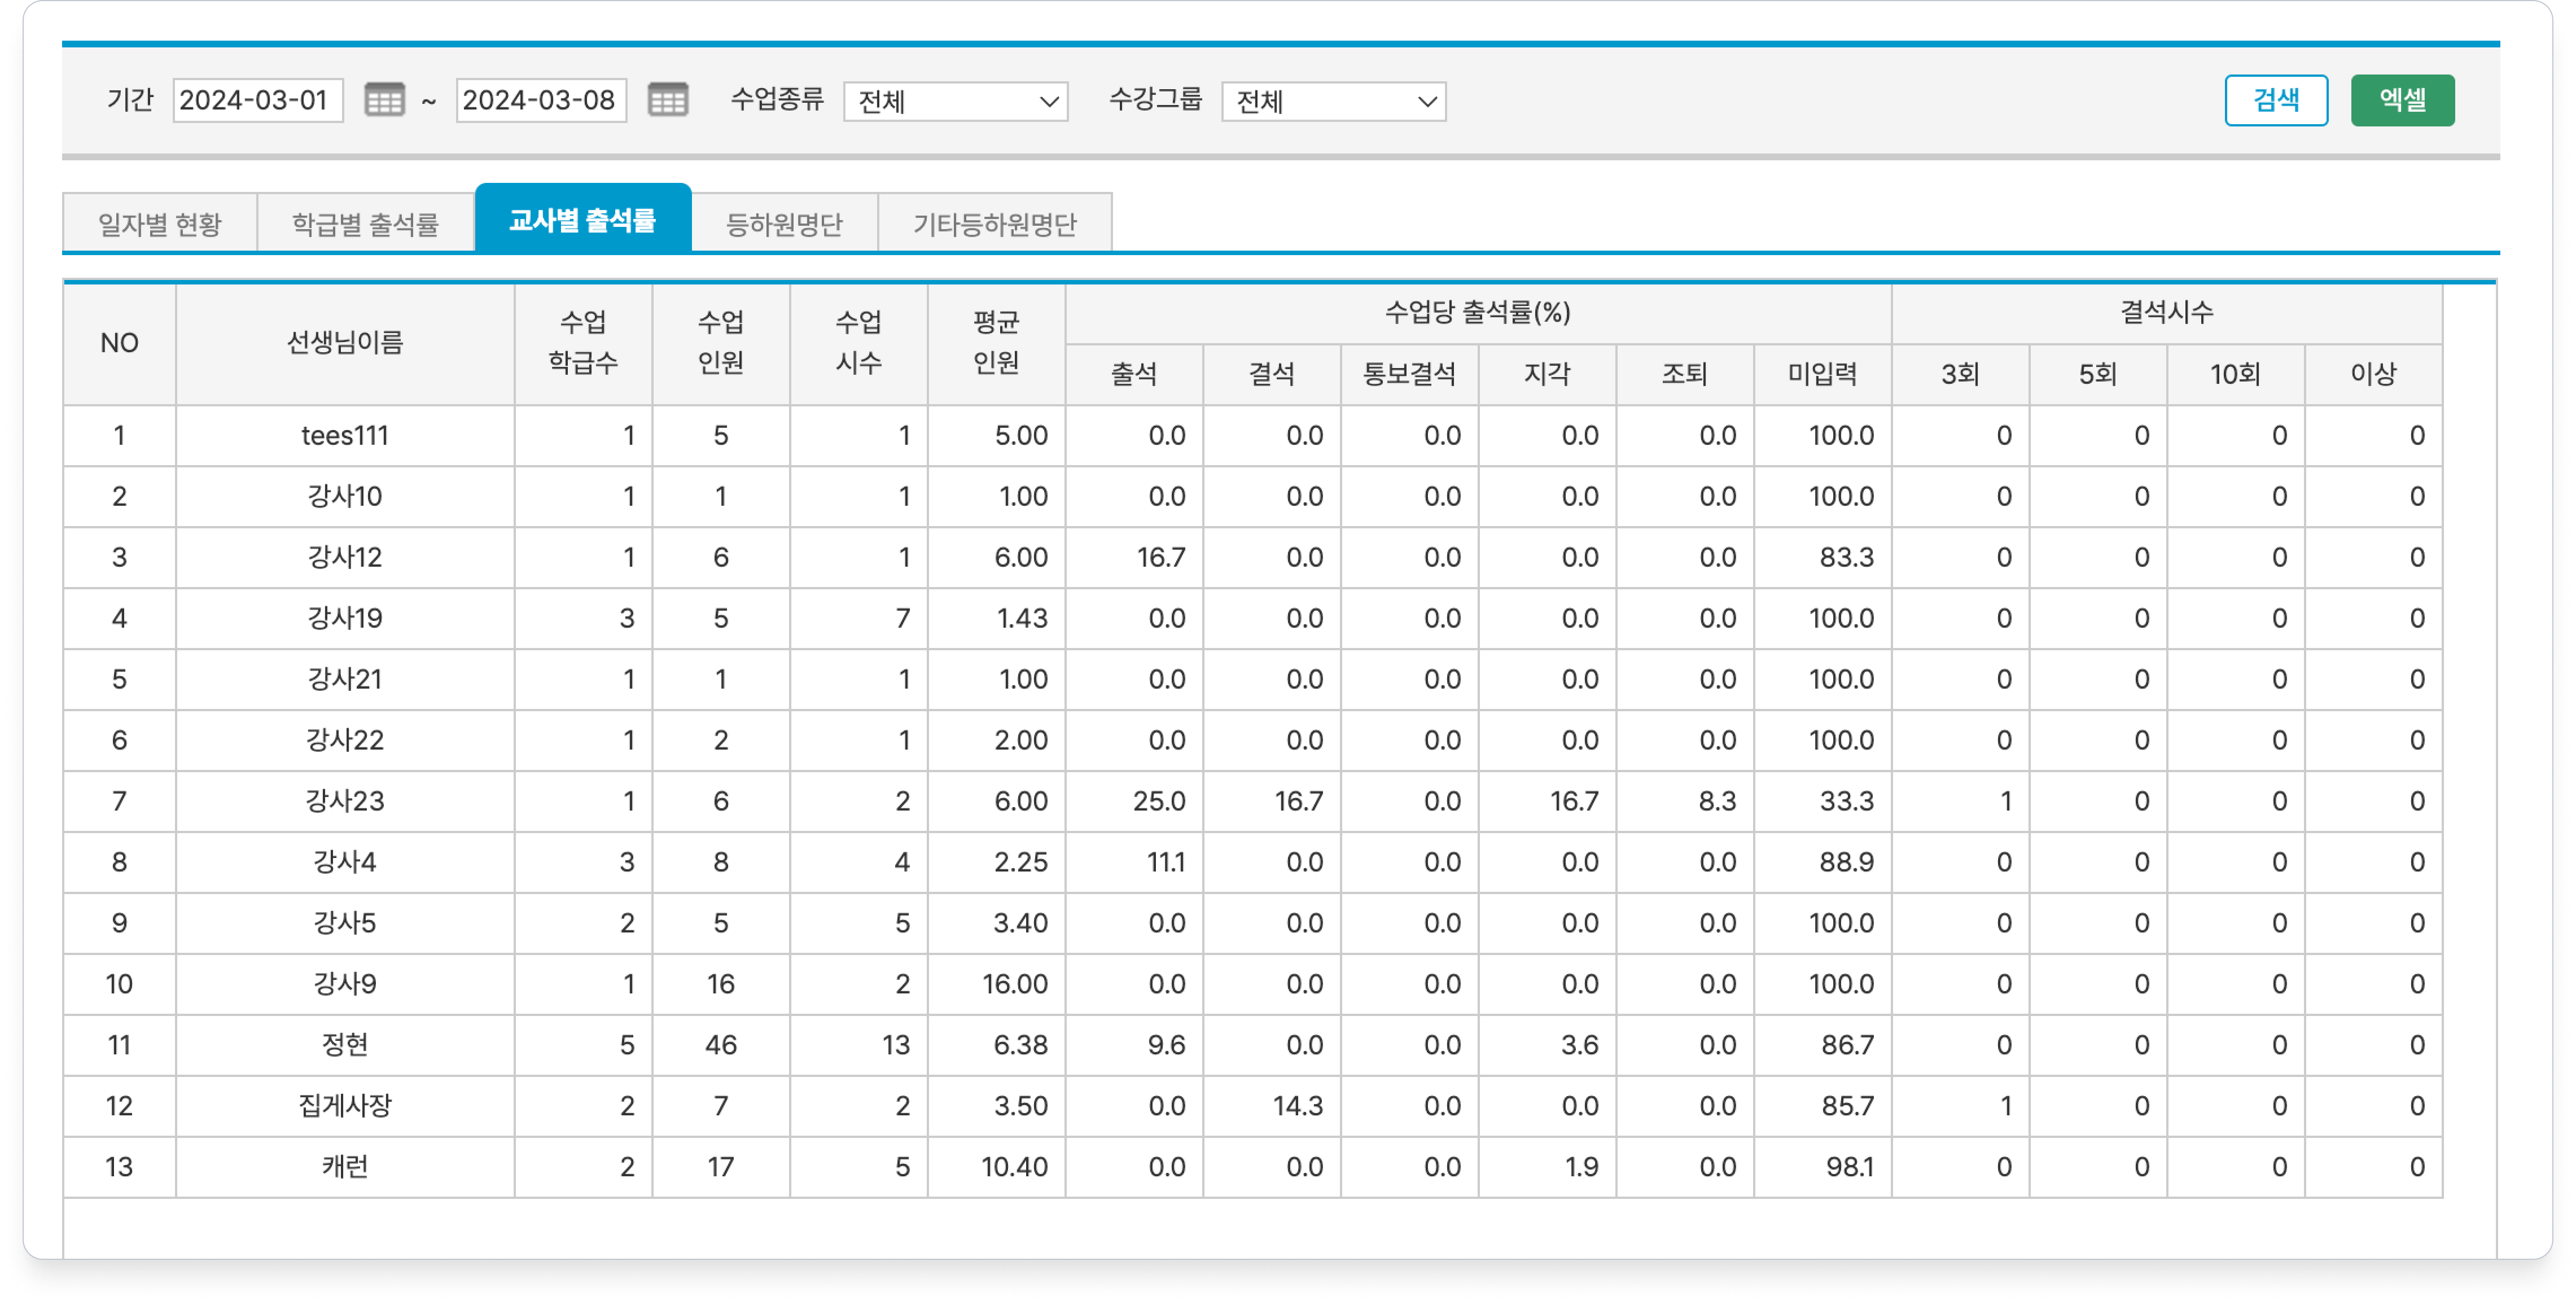 기간 2024-03-01 ~ 2024-03-08 수업종류 전체 수강그룹 전체 검색 엑셀
일자별 현황 학급별 출석률 교사별 출석률 등하원명단 기타등하원명단
NO 선생님이름 수업 학급수 수업 인원 수업 시수 평균 인원 수업당 출석률(%) 결석시수
출석 결석 통보결석 지각 조퇴 미입력 3회 5회 10회 이상
1 tees111 1 5 1 5.00 0.0 0.0 0.0 0.0 0.0 100.0 0 0 0 0
2 강사10 1 1 1 1.00 0.0 0.0 0.0 0.0 0.0 100.0 0 0 0 0
3 강사12 1 6 1 6.00 16.7 0.0 0.0 0.0 0.0 83.3 0 0 0 0
4 강사19 3 5 7 1.43 0.0 0.0 0.0 0.0 0.0 100.0 0 0 0 0
5 강사21 1 1 1 1.00 0.0 0.0 0.0 0.0 0.0 100.0 0 0 0 0
6 강사22 1 2 1 2.00 0.0 0.0 0.0 0.0 0.0 100.0 0 0 0 0
7 강사23 1 6 2 6.00 25.0 16.7 0.0 16.7 8.3 33.3 1 0 0 0
8 강사4 3 8 4 2.25 11.1 0.0 0.0 0.0 0.0 88.9 0 0 0 0
9 강사5 2 5 5 3.40 0.0 0.0 0.0 0.0 0.0 100.0 0 0 0 0
10 강사9 1 16 2 16.00 0.0 0.0 0.0 0.0 0.0 100.0 0 0 0 0
11 정현 5 46 13 6.38 9.6 0.0 0.0 3.6 0.0 86.7 0 0 0 0
12 집게사장 2 7 2 3.50 0.0 14.3 0.0 0.0 0.0 85.7 1 0 0 0
13 캐런 2 17 5 10.40 0.0 0.0 0.0 1.9 0.0 98.1 0 0 0 0